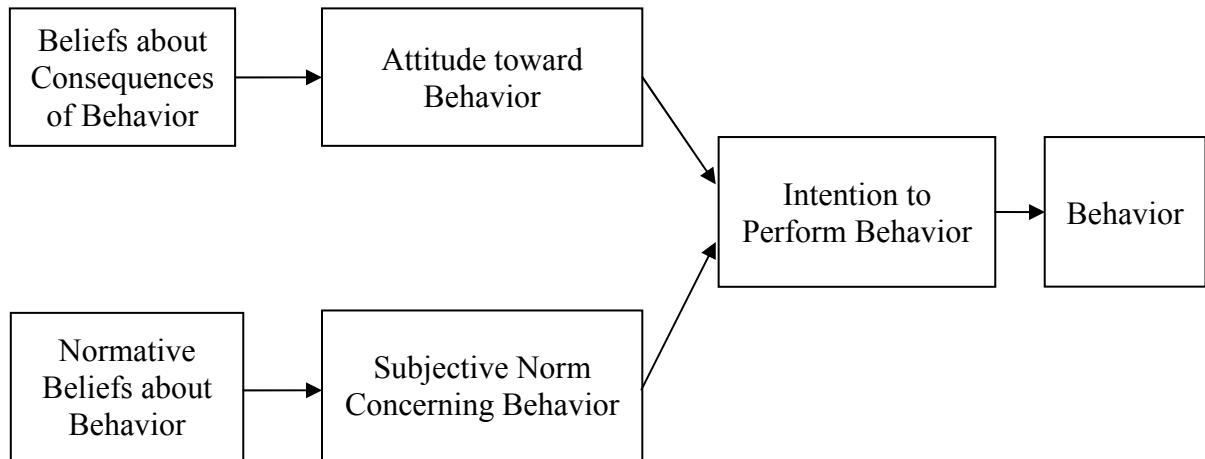 Beliefs about
Consequences
of Behavior
Attitude toward
Behavior
Intention to
Perform Behavior
Behavior
Normative
Beliefs about
Behavior
Subjective Norm
Concerning Behavior